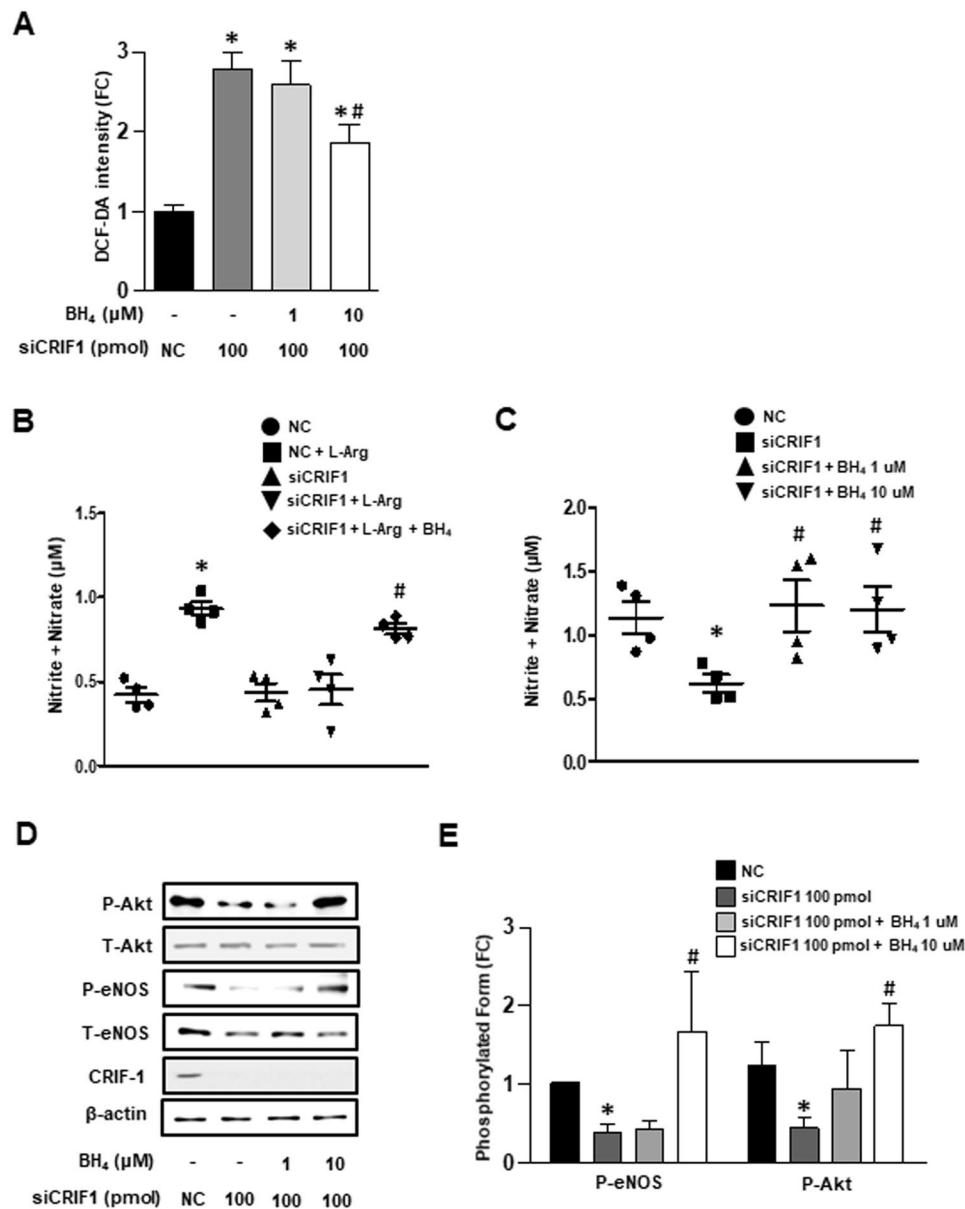 A
DCF-DA intensity (FC)
3
2
1
0
* * *#
BH₄ (µM) - - 1 10
siCRIF1 (pmol) NC 100 100 100
B
NC
NC + L-Arg
siCRIF1
siCRIF1 + L-Arg
siCRIF1 + L-Arg + BH₄
Nitrite + Nitrate (µM)
1.5
1.0
0.5
0.0
* #
C
NC
siCRIF1
siCRIF1 + BH₄ 1 uM
siCRIF1 + BH₄ 10 uM
Nitrite + Nitrate (µM)
2.0
1.5
1.0
0.5
0.0
* # #
D
P-Akt
T-Akt
P-eNOS
T-eNOS
CRIF-1
β-actin
BH₄ (µM) - - 1 10
siCRIF1 (pmol) NC 100 100 100
E
NC
siCRIF1 100 pmol
siCRIF1 100 pmol + BH₄ 1 uM
siCRIF1 100 pmol + BH₄ 10 uM
Phosphorylated Form (FC)
3
2
1
0
* # * #
P-eNOS P-Akt